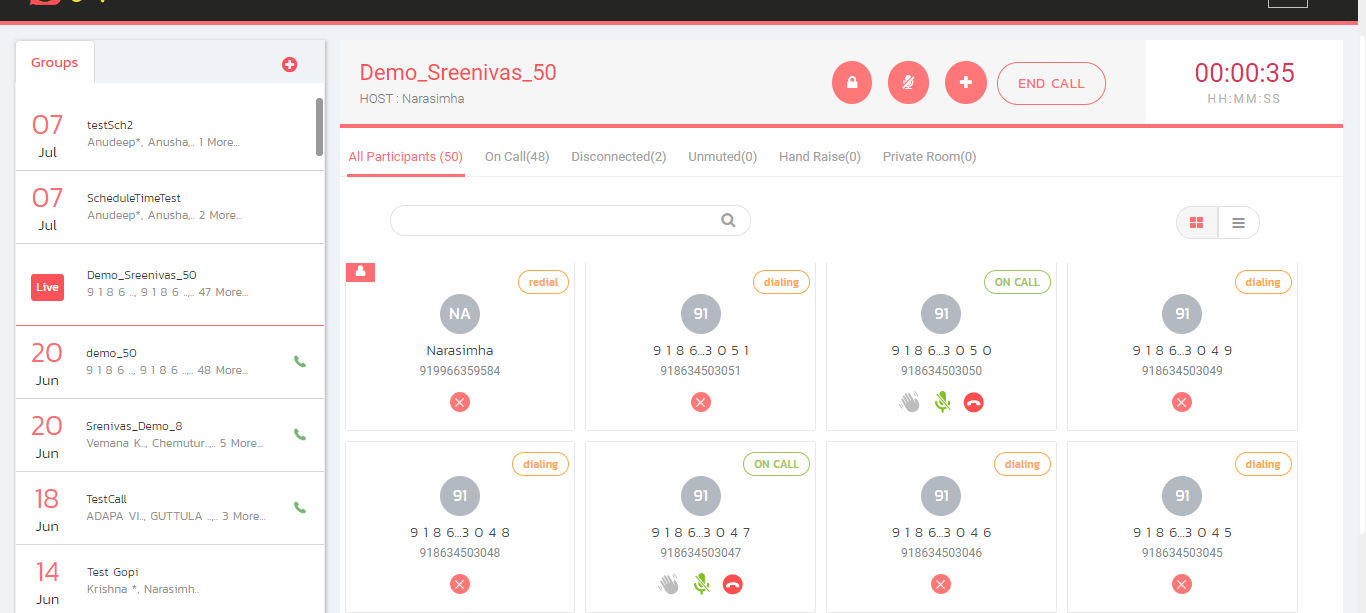 Groups
07
Jul
testSch2
Anudeep*, Anusha,.. 1 More...
07
Jul
ScheduleTimeTest
Anudeep*, Anusha,.. 2 More...
Live
Demo_Sreenivas_50
9 1 8 6 .., 9 1 8 6 ..,.. 47 More...
20
Jun
demo_50
9 1 8 6 .., 9 1 8 6 ..,.. 48 More...
20
Jun
Srenivas_Demo_8
Vemana K.., Chemutur..,.. 5 More...
18
Jun
TestCall
ADAPA VI.., GUTTULA ..,.. 3 More...
14
Jun
Test Gopi
Krishna *, Narasimh..
Demo_Sreenivas_50
HOST : Narasimha
END CALL
00:00:35
HH:MM:SS
All Participants (50) On Call(48) Disconnected(2) Unmuted(0) Hand Raise(0) Private Room(0)
redial
NA
Narasimha
919966359584
dialing
91
9 1 8 6...3 0 5 1
918634503051
ON CALL
91
9 1 8 6...3 0 5 0
918634503050
dialing
91
9 1 8 6...3 0 4 9
918634503049
dialing
91
9 1 8 6...3 0 4 8
918634503048
ON CALL
91
9 1 8 6...3 0 4 7
918634503047
dialing
91
9 1 8 6...3 0 4 6
918634503046
dialing
91
9 1 8 6...3 0 4 5
918634503045